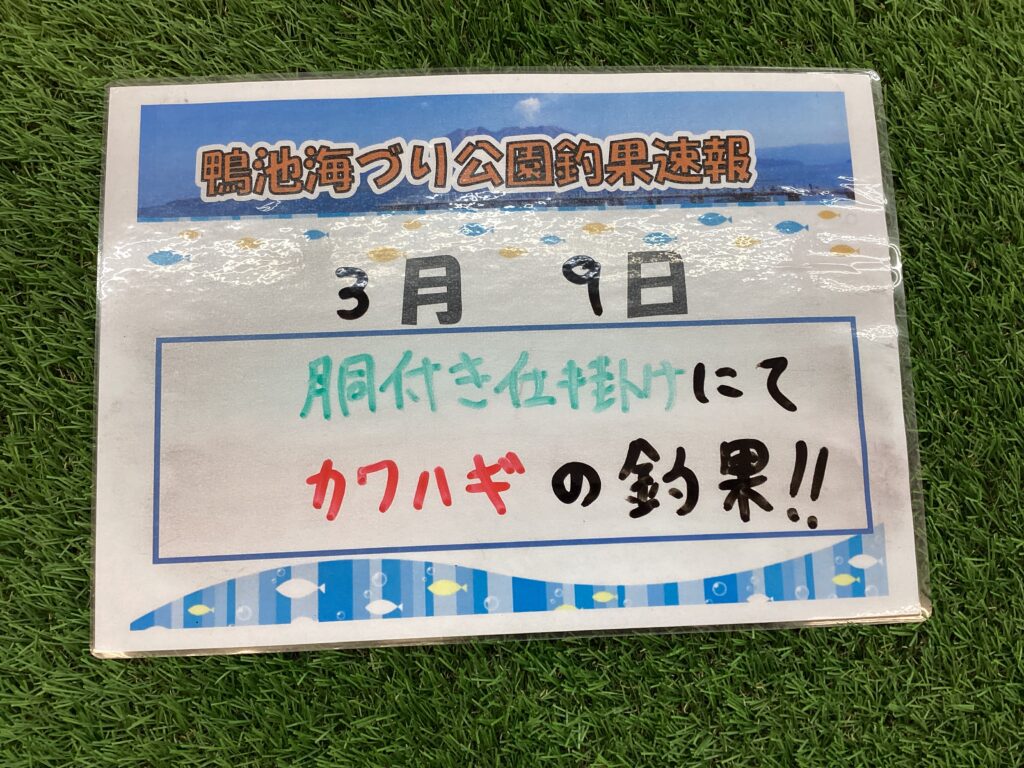 鴨池海づり公園釣果速報
3月 9日
胴付き仕掛けにて
カワハギの釣果!!